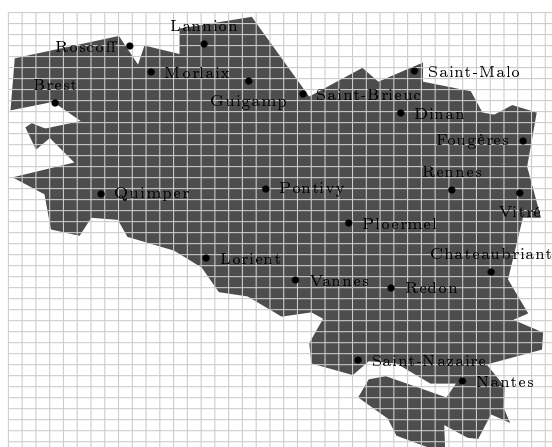 Lannion
Roscoff
Morlaix
Saint-Malo
Brest
Guigamp
Saint-Brieuc
Dinan
Fougères
Rennes
Quimper
Pontivy
Vitré
Ploermel
Chateaubriant
Lorient
Vannes
Redon
Saint-Nazaire
Nantes